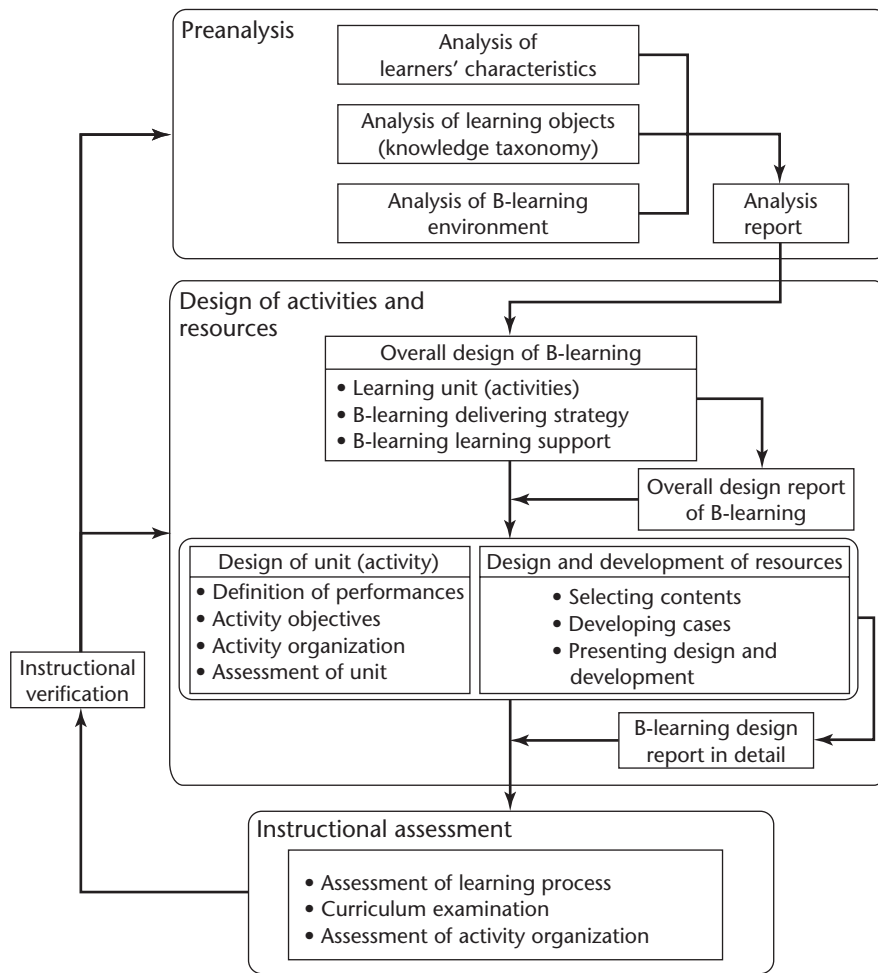 Preanalysis
Analysis of
learners' characteristics
Analysis of learning objects
(knowledge taxonomy)
Analysis of B-learning
environment
Analysis
report
Design of activities and
resources
Overall design of B-learning
• Learning unit (activities)
• B-learning delivering strategy
• B-learning learning support
Overall design report
of B-learning
Design of unit (activity)
• Definition of performances
• Activity objectives
• Activity organization
• Assessment of unit
Design and development of resources
• Selecting contents
• Developing cases
• Presenting design and
development
Instructional
verification
B-learning design
report in detail
Instructional assessment
• Assessment of learning process
• Curriculum examination
• Assessment of activity organization